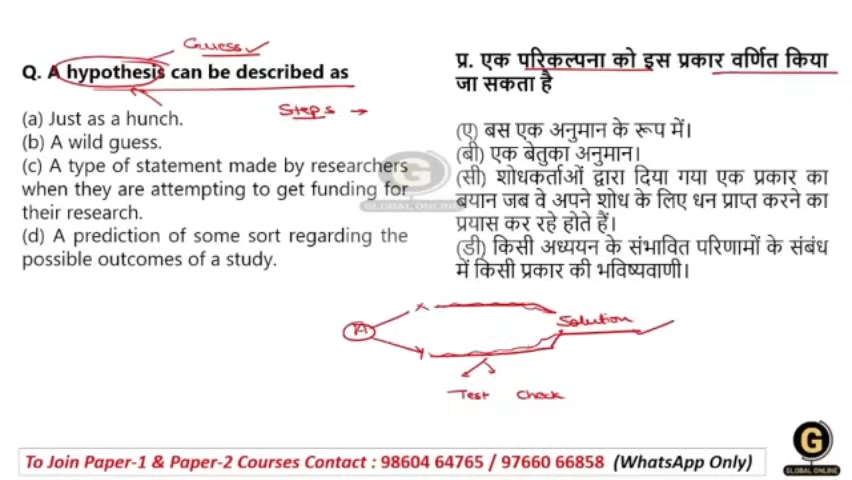 Guess ✓
Q. A hypothesis can be described as
Steps →
(a) Just as a hunch.
(b) A wild guess.
(c) A type of statement made by researchers
when they are attempting to get funding for
their research.
(d) A prediction of some sort regarding the
possible outcomes of a study.
प्र. एक परिकल्पना को इस प्रकार वर्णित किया
जा सकता है
(ए) बस एक अनुमान के रूप में।
(बी) एक बेतुका अनुमान।
(सी) शोधकर्ताओं द्वारा दिया गया एक प्रकार का
बयान जब वे अपने शोध के लिए धन प्राप्त करने का
प्रयास कर रहे होते हैं।
(डी) किसी अध्ययन के संभावित परिणामों के संबंध
में किसी प्रकार की भविष्यवाणी।
G
GLOBAL ONLINE
A
X
Y
Solution
Test Check
To Join Paper-1 & Paper-2 Courses Contact : 98604 64765 / 97660 66858 (WhatsApp Only)
G
GLOBAL ONLINE